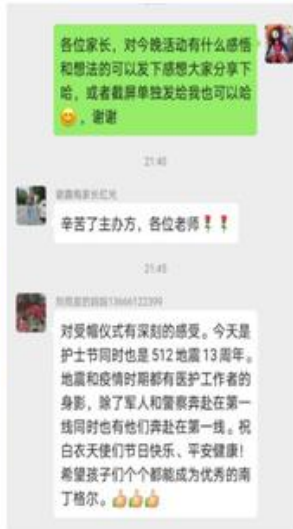 各位家长，对今晚活动有什么感悟
和想法的可以发下感想大家分享下
哈，或者截屏单独发给我也可以哈
😊，谢谢
21:40
辛苦了主办方，各位老师🌹🌹
21:45
对受帽仪式有深刻的感受。今天是
护士节同时也是512地震13周年。
地震和疫情时期都有医护工作者的
身影，除了军人和警察奔赴在第一
线同时也有他们奔赴在第一线。祝
白衣天使们节日快乐、平安健康！
希望孩子们个个都能成为优秀的南
丁格尔。👍👍👍